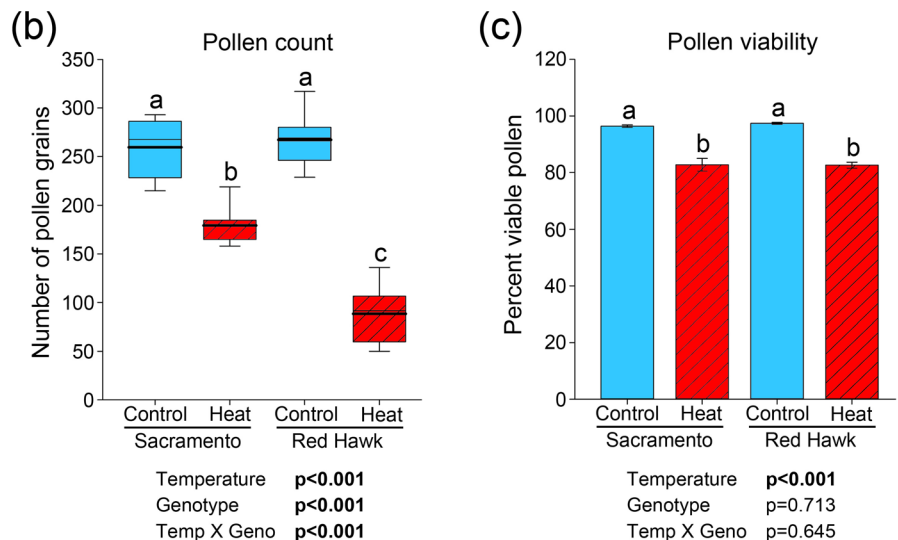 (b)
Pollen count
Number of pollen grains
350
300
250
200
150
100
50
0
a
b
a
c
Control Heat Control Heat
Sacramento Red Hawk
Temperature p<0.001
Genotype p<0.001
Temp X Geno p<0.001
(c)
Pollen viability
Percent viable pollen
120
100
80
60
40
20
0
a
b
a
b
Control Heat Control Heat
Sacramento Red Hawk
Temperature p<0.001
Genotype p=0.713
Temp X Geno p=0.645